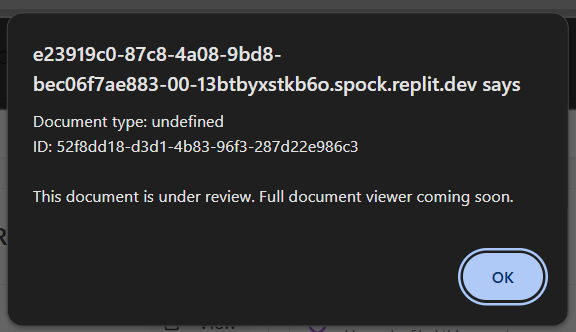 e23919c0-87c8-4a08-9bd8-
bec06f7ae883-00-13btbyxstkb6o.spock.replit.dev says
Document type: undefined
ID: 52f8dd18-d3d1-4b83-96f3-287d22e986c3
This document is under review. Full document viewer coming soon.
OK